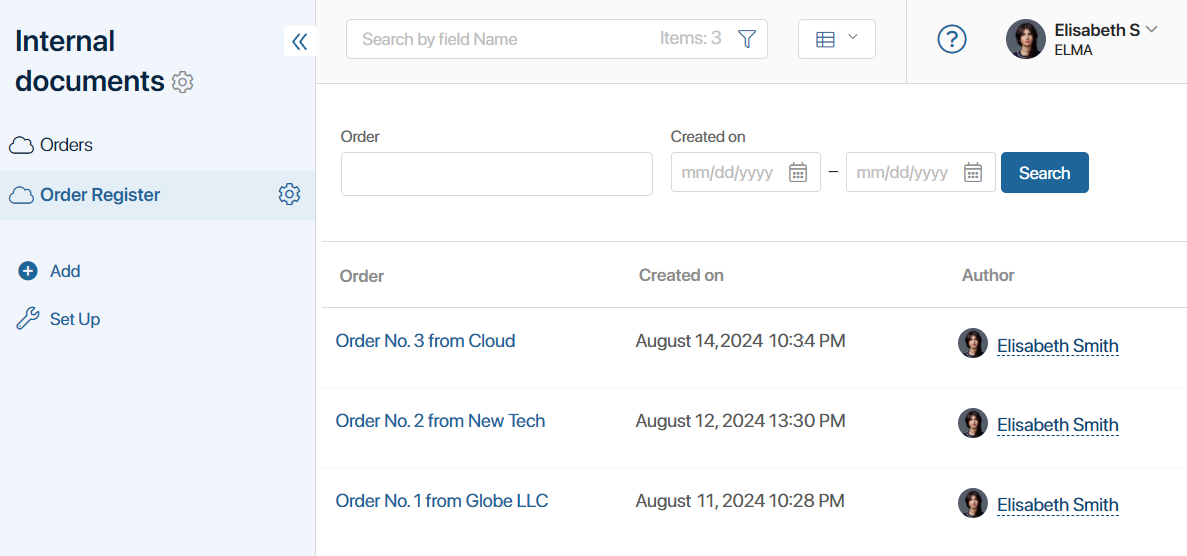 Internal
documents
Orders
Order Register
Add
Set Up
Search by field Name Items: 3
?
Elisabeth S
ELMA
Order
Created on
mm/dd/yyyy – mm/dd/yyyy
Search
Order Created on Author
Order No. 3 from Cloud August 14, 2024 10:34 PM Elisabeth Smith
Order No. 2 from New Tech August 12, 2024 13:30 PM Elisabeth Smith
Order No. 1 from Globe LLC August 11, 2024 10:28 PM Elisabeth Smith